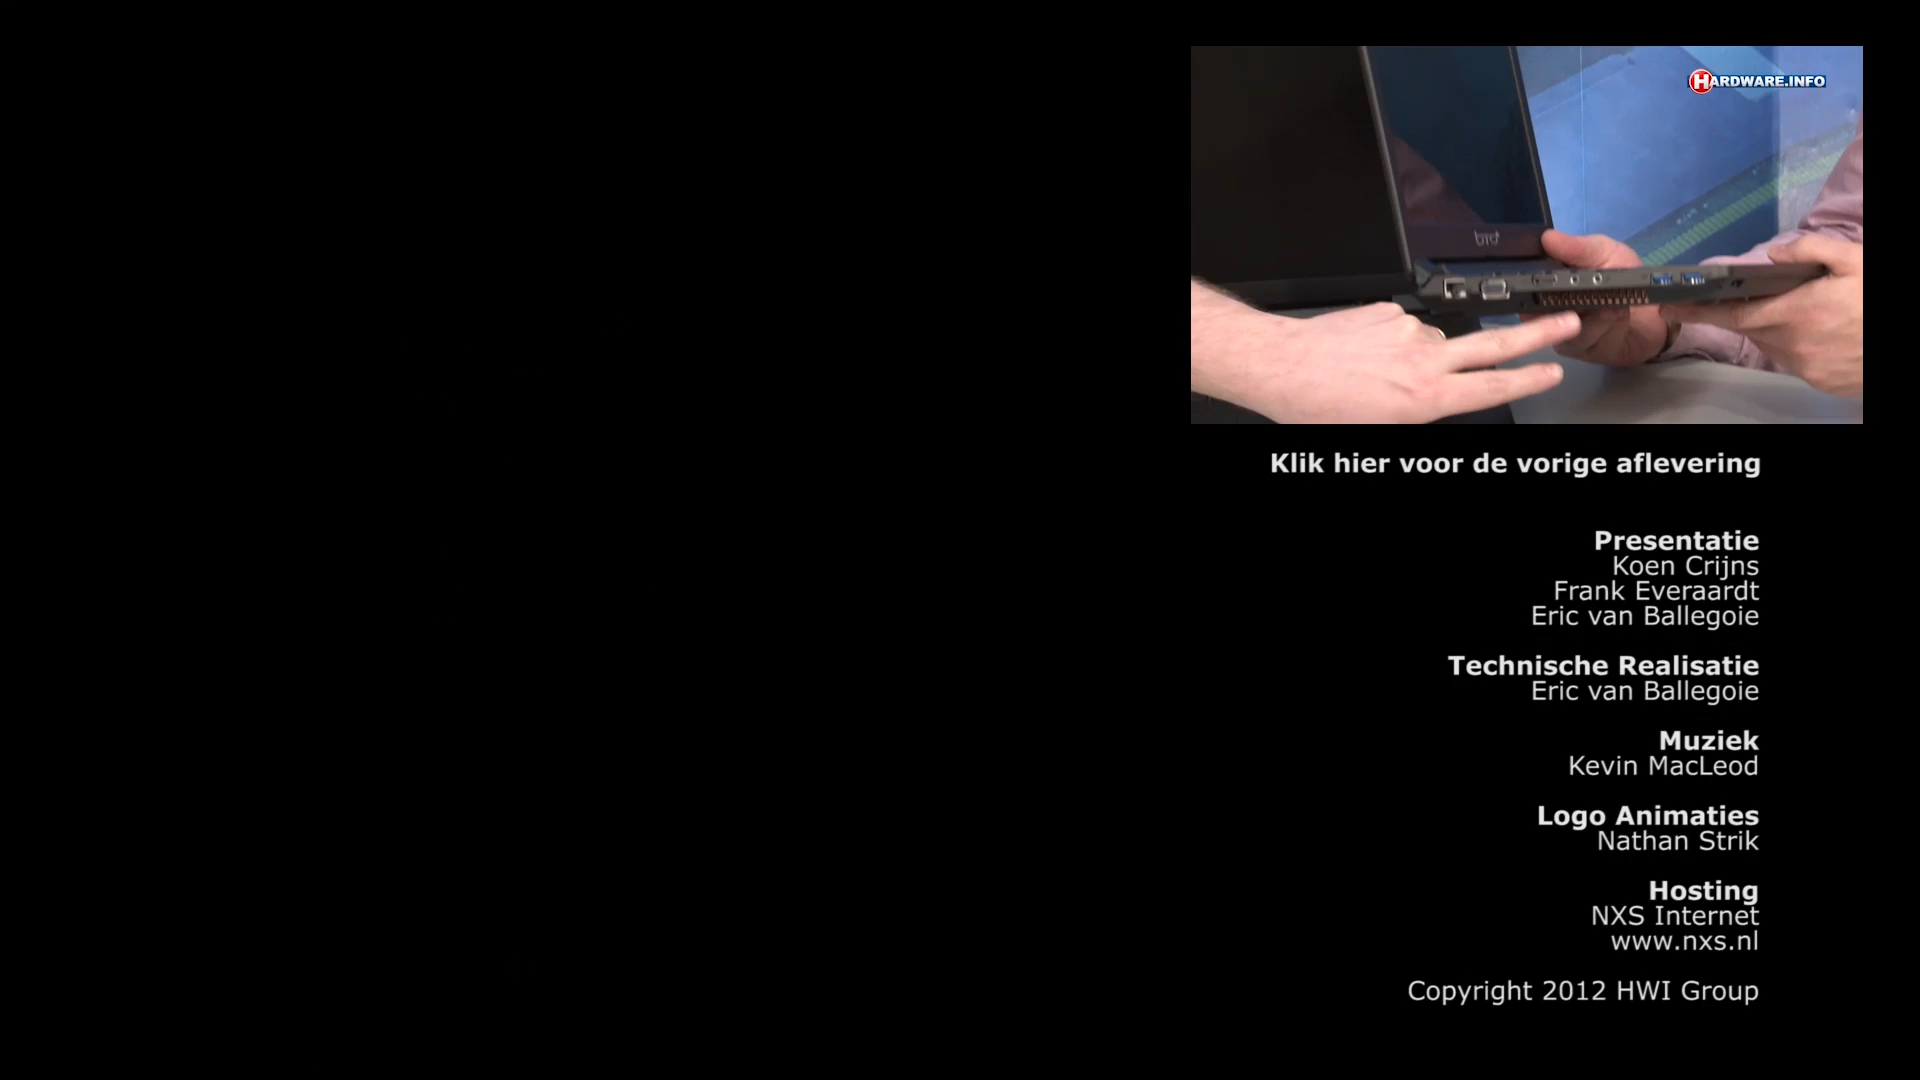 HARDWARE.INFO
Klik hier voor de vorige aflevering
Presentatie
Koen Crijns
Frank Everaardt
Eric van Ballegoie
Technische Realisatie
Eric van Ballegoie
Muziek
Kevin MacLeod
Logo Animaties
Nathan Strik
Hosting
NXS Internet
www.nxs.nl
Copyright 2012 HWI Group